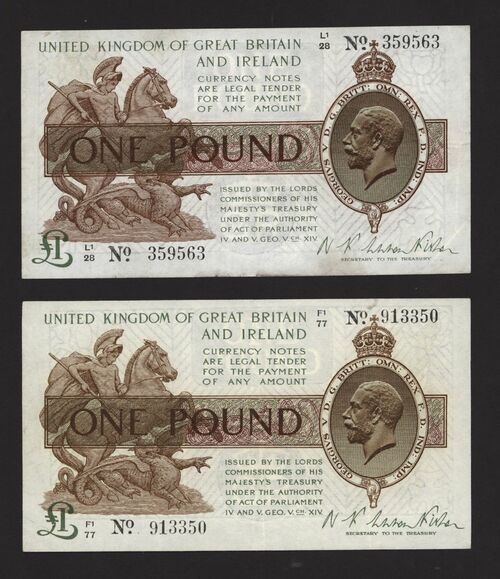 UNITED KINGDOM OF GREAT BRITAIN
AND IRELAND
L1/28 No. 359563
CURRENCY NOTES
ARE LEGAL TENDER
FOR THE PAYMENT
OF ANY AMOUNT
ONE POUND
GEORGIVS V D. G. BRITT: OMN: REX F. D. IND: IMP:
ISSUED BY THE LORDS
COMMISSIONERS OF HIS
MAJESTY'S TREASURY
UNDER THE AUTHORITY
OF ACT OF PARLIAMENT
IV AND V. GEO. V. CH. XIV.
£1 L1/28 No. 359563
SECRETARY TO THE TREASURY
UNITED KINGDOM OF GREAT BRITAIN
AND IRELAND
F1/77 No. 913350
CURRENCY NOTES
ARE LEGAL TENDER
FOR THE PAYMENT
OF ANY AMOUNT
ONE POUND
GEORGIVS V D. G. BRITT: OMN: REX F. D. IND: IMP:
ISSUED BY THE LORDS
COMMISSIONERS OF HIS
MAJESTY'S TREASURY
UNDER THE AUTHORITY
OF ACT OF PARLIAMENT
IV AND V. GEO. V. CH. XIV.
£1 F1/77 No. 913350
SECRETARY TO THE TREASURY